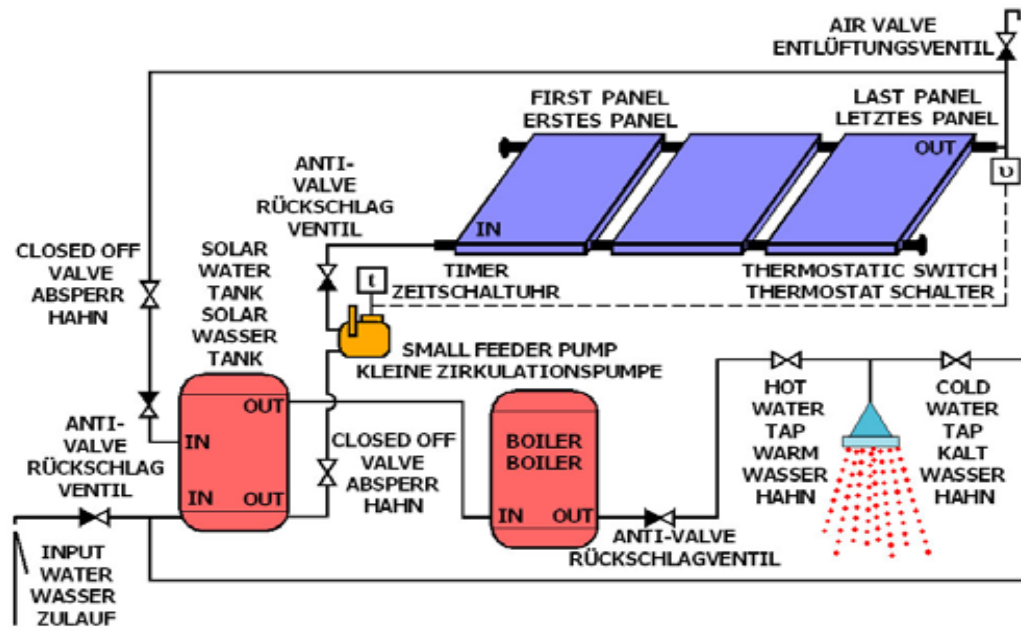 AIR VALVE
ENTLÜFTUNGSVENTIL
FIRST PANEL
ERSTES PANEL
LAST PANEL
LETZTES PANEL
OUT
ANTI-
VALVE
RÜCKSCHLAG
VENTIL
IN
υ
CLOSED OFF
VALVE
ABSPERR
HAHN
SOLAR
WATER
TANK
SOLAR
WASSER
TANK
TIMER
ZEITSCHALTUHR
t
THERMOSTATIC SWITCH
THERMOSTAT SCHALTER
SMALL FEEDER PUMP
KLEINE ZIRKULATIONSPUMPE
OUT
IN
IN
OUT
ANTI-
VALVE
RÜCKSCHLAG
VENTIL
CLOSED OFF
VALVE
ABSPERR
HAHN
BOILER
BOILER
IN
OUT
HOT
WATER
TAP
WARM
WASSER
HAHN
COLD
WATER
TAP
KALT
WASSER
HAHN
ANTI-VALVE
RÜCKSCHLAGVENTIL
INPUT
WATER
WASSER
ZULAUF